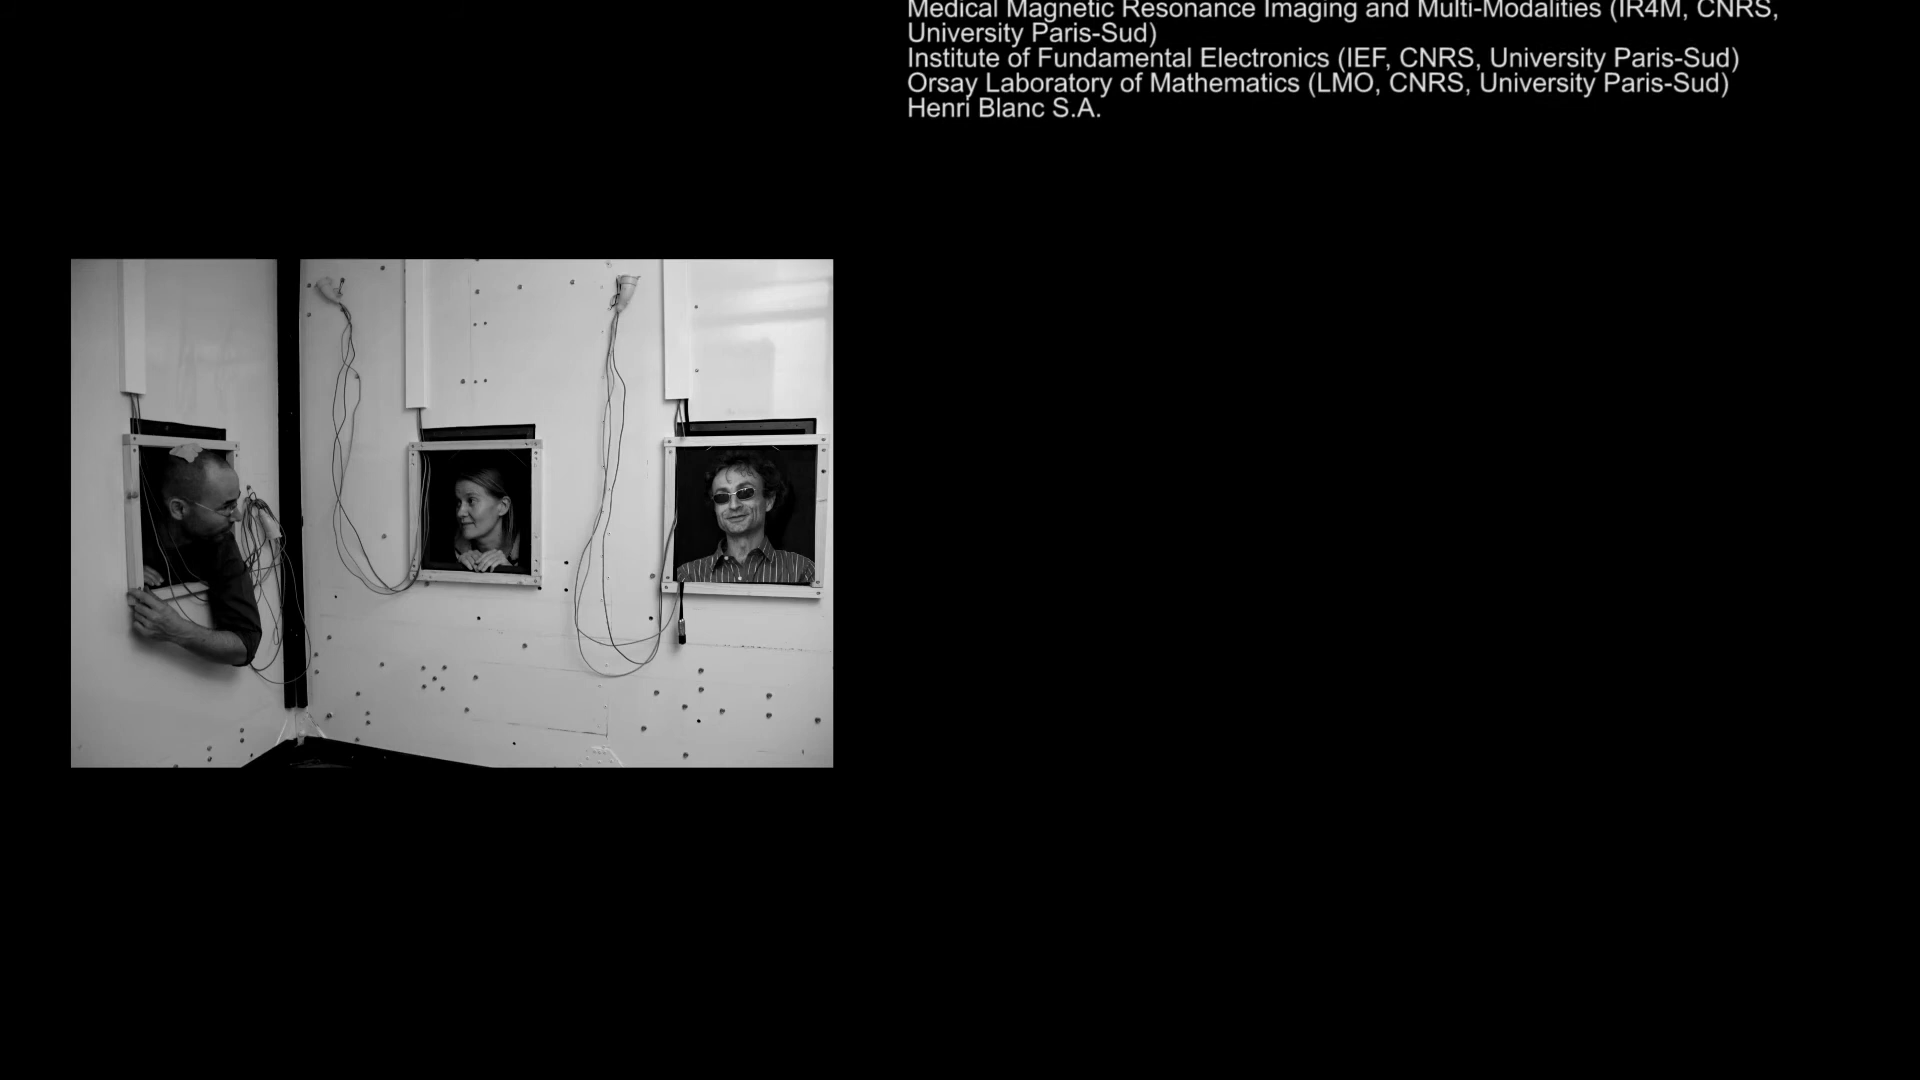 Medical Magnetic Resonance Imaging and Multi-Modalities (IR4M, CNRS,
University Paris-Sud)
Institute of Fundamental Electronics (IEF, CNRS, University Paris-Sud)
Orsay Laboratory of Mathematics (LMO, CNRS, University Paris-Sud)
Henri Blanc S.A.